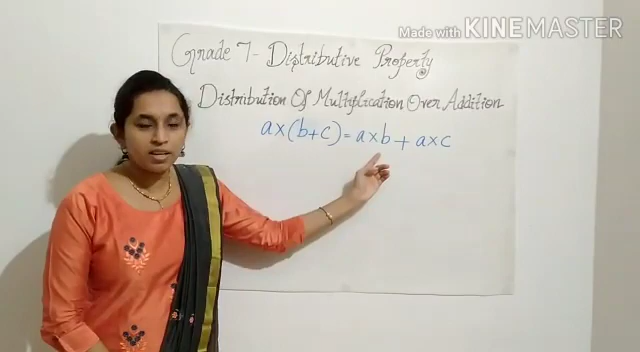 Made with KINEMASTER
Grade 7- Distributive Property
Distribution Of Multiplication Over Addition
a×(b+c)=a×b+a×c